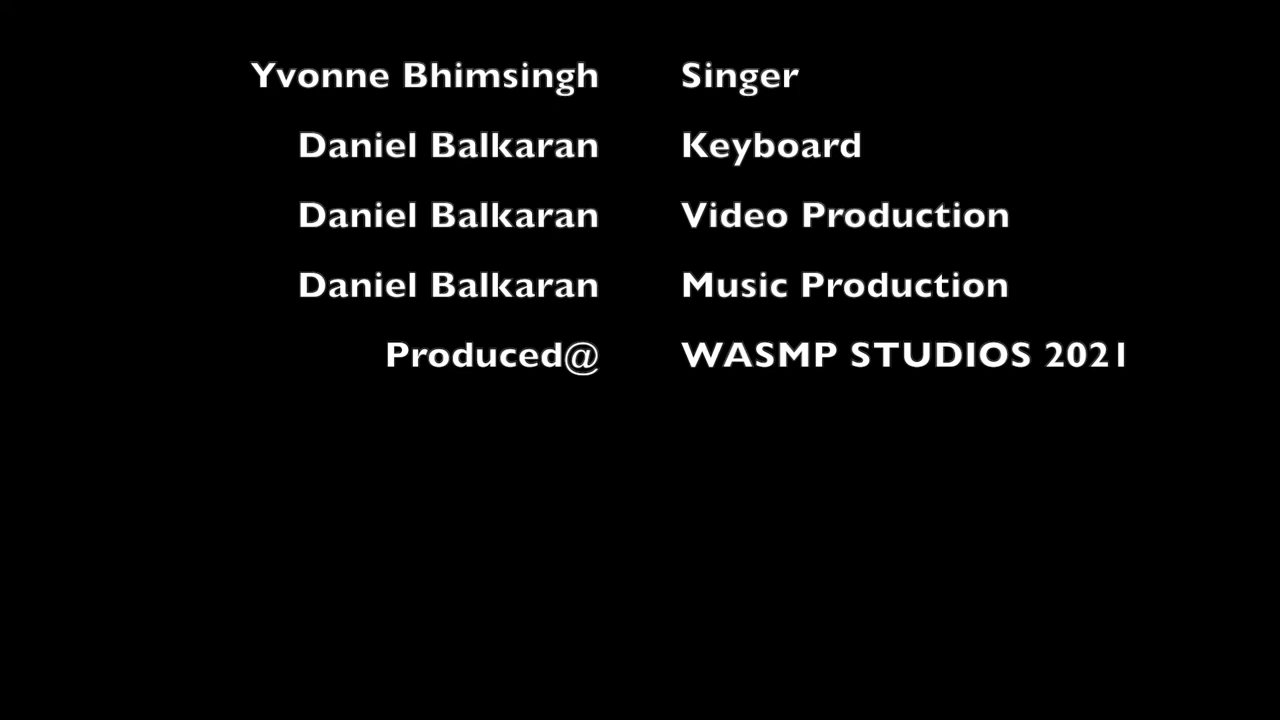 Yvonne Bhimsingh Singer
Daniel Balkaran Keyboard
Daniel Balkaran Video Production
Daniel Balkaran Music Production
Produced@ WASMP STUDIOS 2021